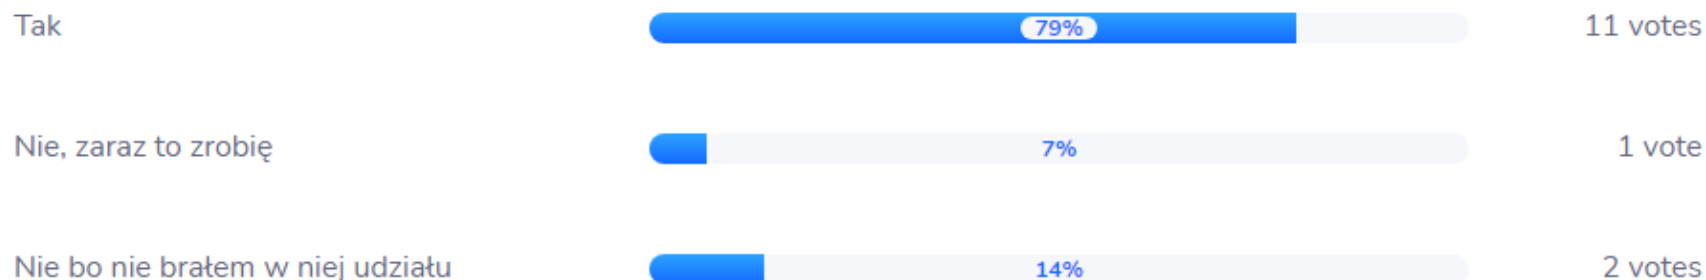 Tak 79% 11 votes
Nie, zaraz to zrobię 7% 1 vote
Nie bo nie brałem w niej udziału 14% 2 votes